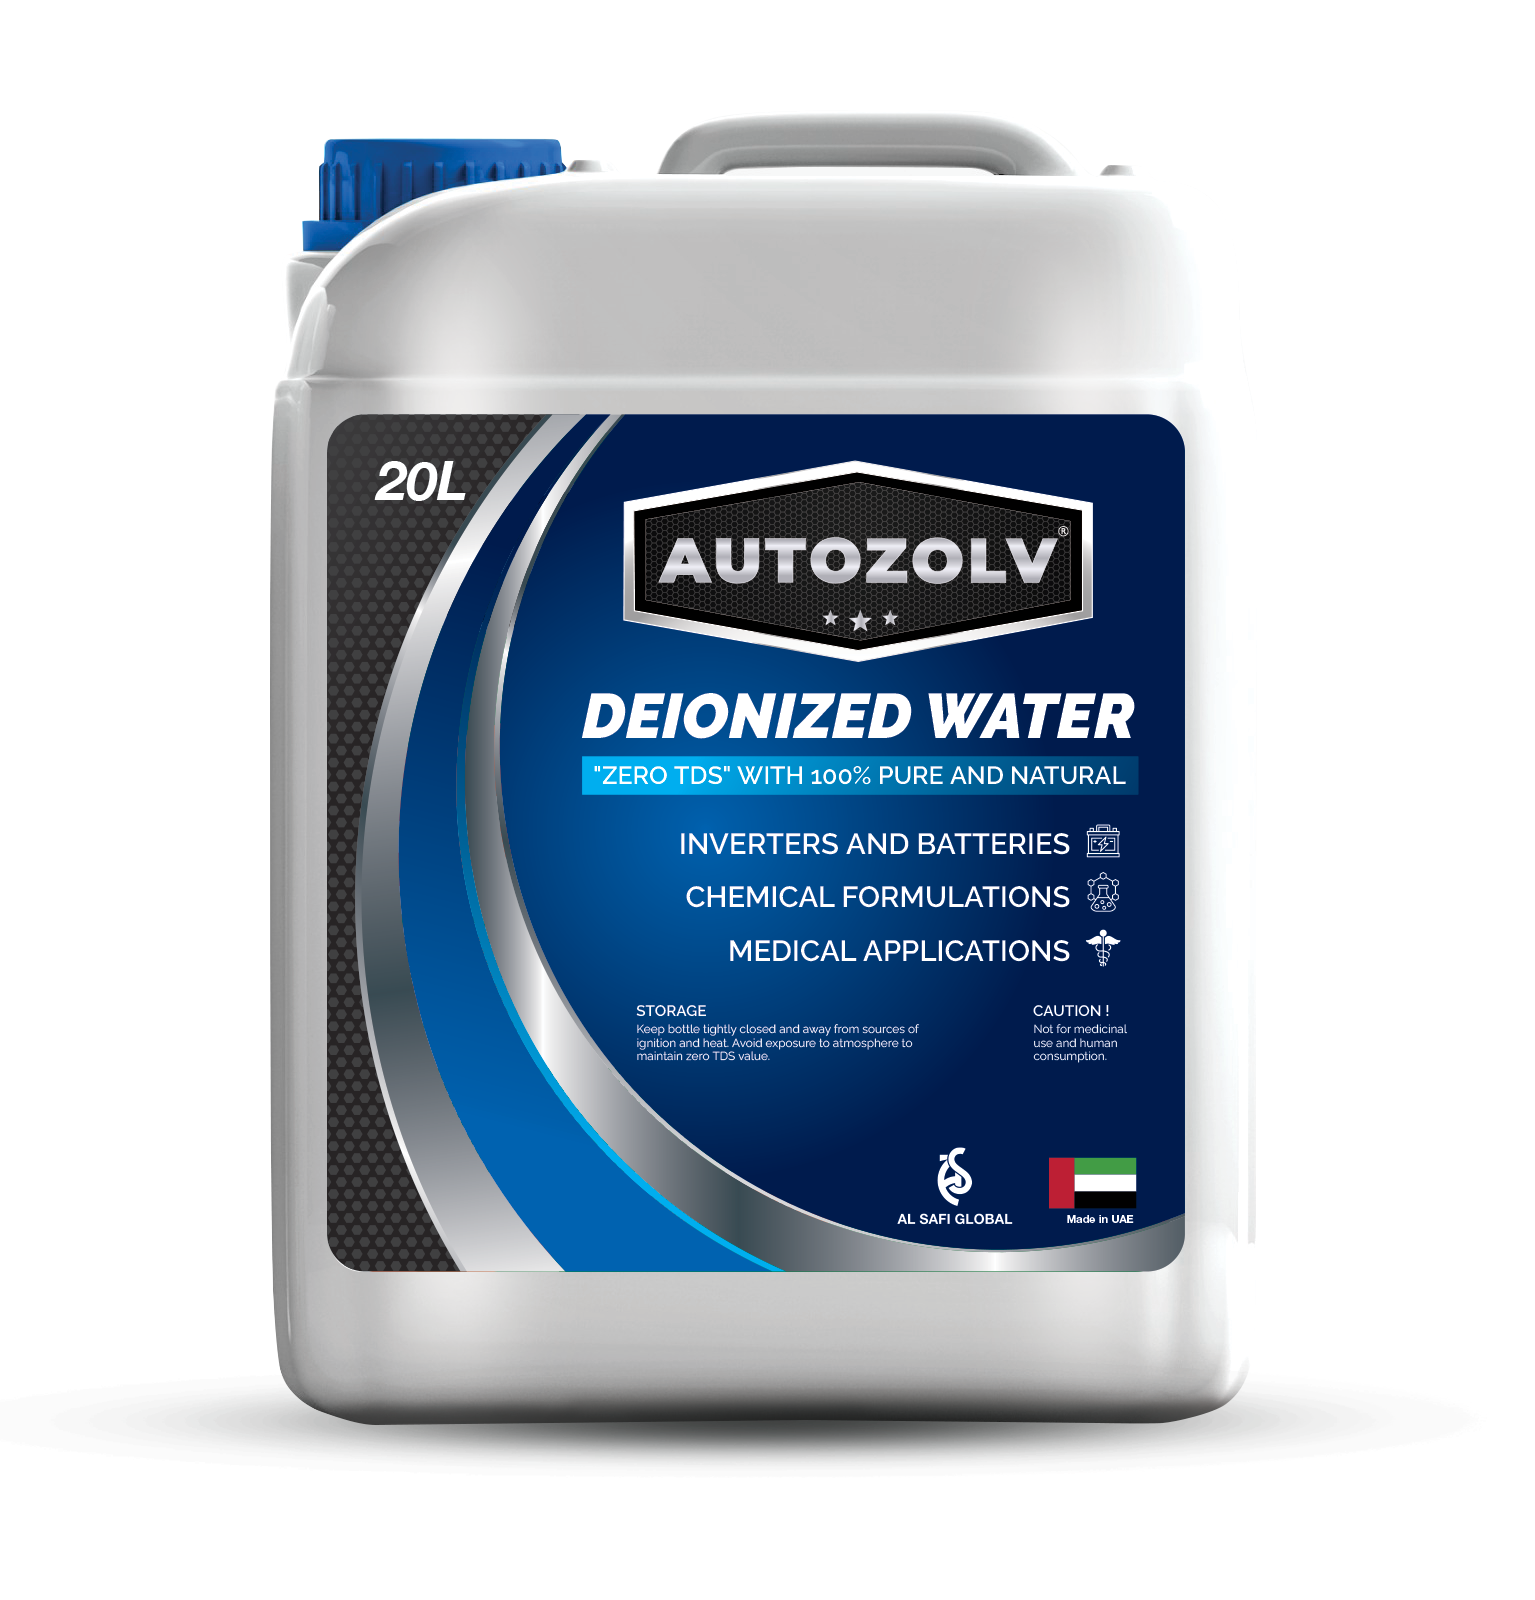 20L
AUTOZOLV®
DEIONIZED WATER
"ZERO TDS" WITH 100% PURE AND NATURAL
INVERTERS AND BATTERIES
CHEMICAL FORMULATIONS
MEDICAL APPLICATIONS
STORAGE
Keep bottle tightly closed and away from sources of
ignition and heat. Avoid exposure to atmosphere to
maintain zero TDS value.
CAUTION !
Not for medicinal
use and human
consumption.
AL SAFI GLOBAL
Made in UAE